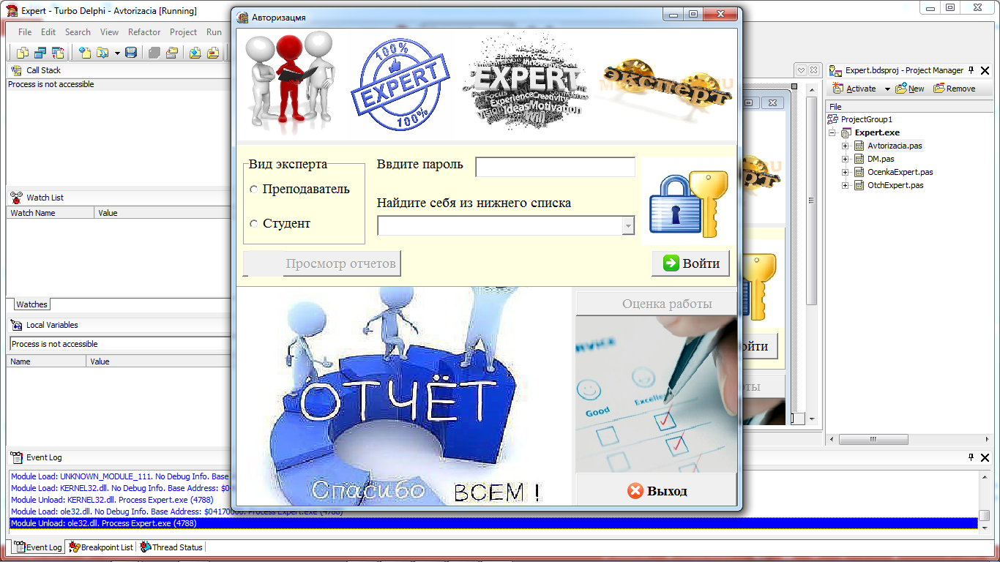 Expert - Turbo Delphi - Avtorizacia [Running]
File Edit Search View Refactor Project Run
Call Stack
Process is not accessible
Watch List
Watch Name Value
Watches
Local Variables
Process is not accessible
Name Value
Авторизацмя
100%
EXPERT
100%
EXPERT
Focus
Experience Creativity
Ideas Motivation
Will
эксперт
Вид эксперта
Преподаватель
Студент
Ввдите пароль
Найдите себя из нижнего списка
Просмотр отчетов
Войти
ОТЧЁТ
Спасибо ВСЕМ !
Оценка работы
Good
Excellent
Выход
Expert.bdsproj - Project Manager
Activate New Remove
File
ProjectGroup1
Expert.exe
Avtorizacia.pas
DM.pas
OcenkaExpert.pas
OtchExpert.pas
Event Log
Module Load: UNKNOWN_MODULE_111. No Debug Info. Base
Module Load: KERNEL32.dll. No Debug Info. Base Address: $0
Module Unload: KERNEL32.dll. Process Expert.exe (4788)
Module Load: ole32.dll. No Debug Info. Base Address: $04170000. Process Expert.exe (4788)
Module Unload: ole32.dll. Process Expert.exe (4788)
Event Log Breakpoint List Thread Status